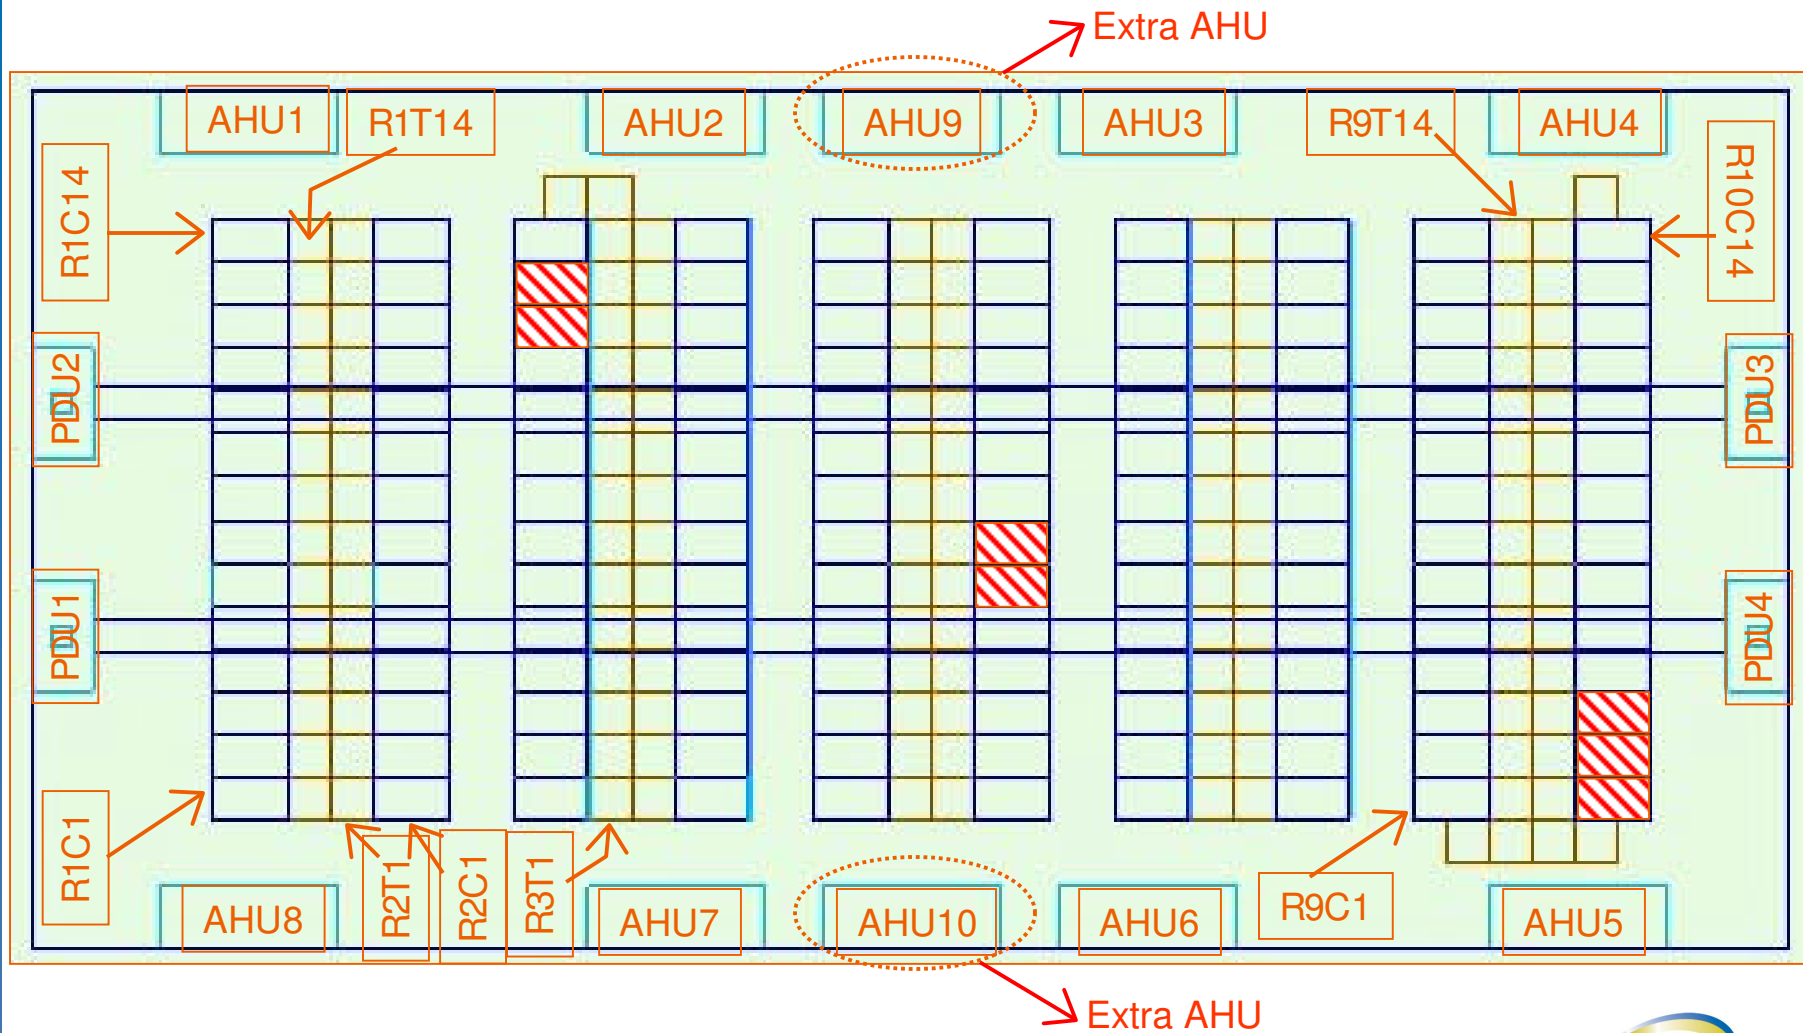 Extra AHU
AHU1
R1T14
AHU2
AHU9
AHU3
R9T14
AHU4
R1C14
R10C14
PDU2
PDU3
PDU1
PDU4
R1C1
R2T1
R2C1
R3T1
R9C1
AHU8
AHU7
AHU10
AHU6
AHU5
Extra AHU